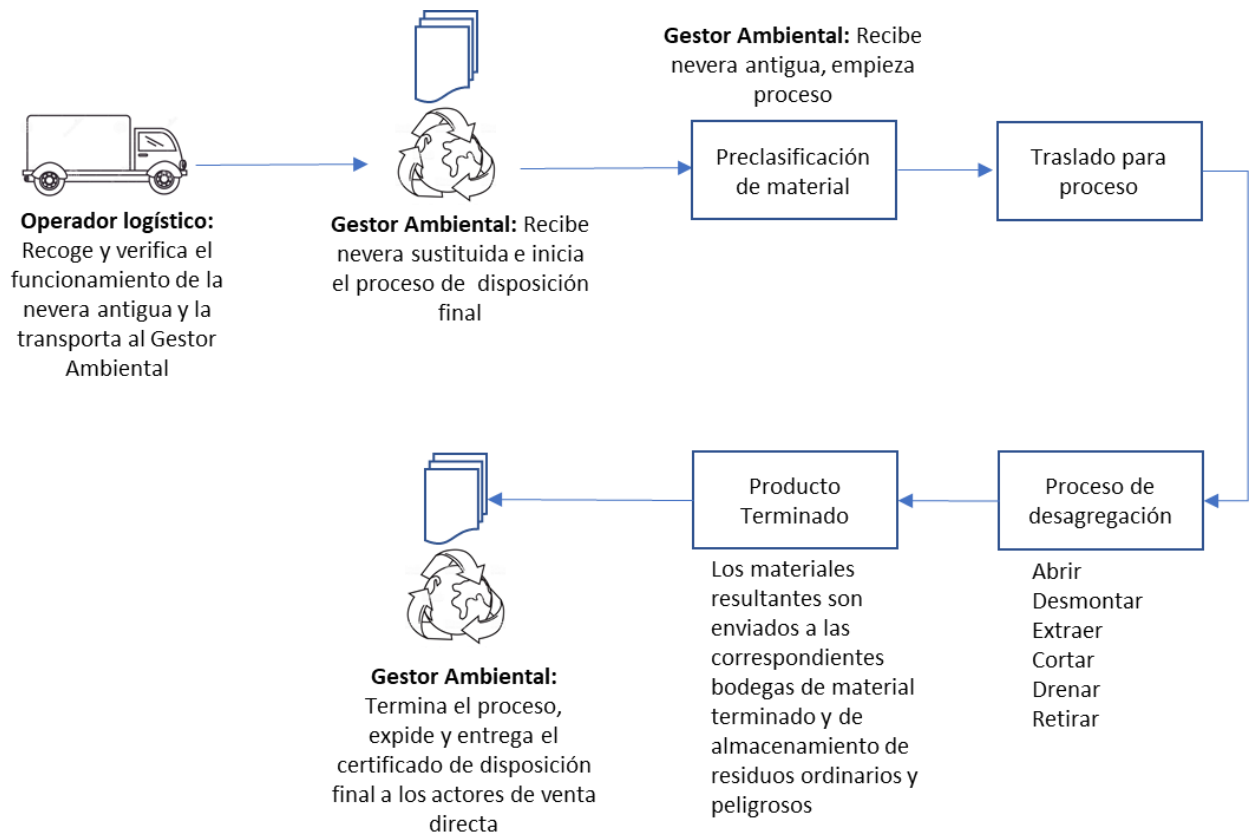 Operador logístico:
Recoge y verifica el
funcionamiento de la
nevera antigua y la
transporta al Gestor
Ambiental
Gestor Ambiental: Recibe
nevera sustituida e inicia
el proceso de disposición
final
Gestor Ambiental: Recibe
nevera antigua, empieza
proceso
Preclasificación
de material
Traslado para
proceso
Proceso de
desagregación
Abrir
Desmontar
Extraer
Cortar
Drenar
Retirar
Producto
Terminado
Los materiales
resultantes son
enviados a las
correspondientes
bodegas de material
terminado y de
almacenamiento de
residuos ordinarios y
peligrosos
Gestor Ambiental:
Termina el proceso,
expide y entrega el
certificado de disposición
final a los actores de venta
directa